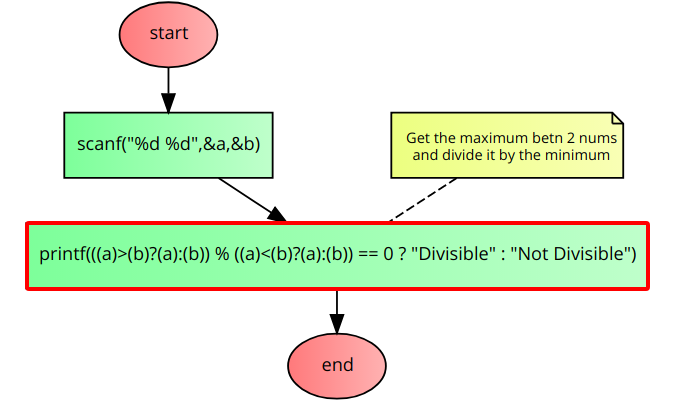 start
scanf("%d %d",&a,&b)
Get the maximum betn 2 nums
and divide it by the minimum
printf(((a)>(b)?(a):(b)) % ((a)<(b)?(a):(b)) == 0 ? "Divisible" : "Not Divisible")
end